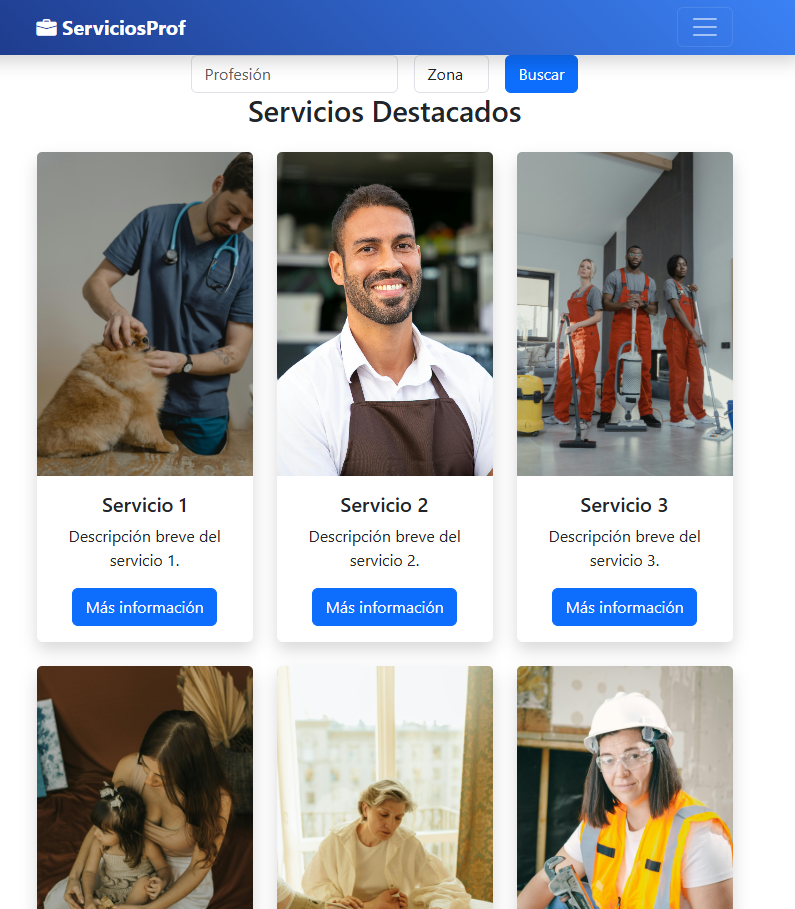 ServiciosProf
Profesión
Zona
Buscar
Servicios Destacados
Servicio 1
Descripción breve del
servicio 1.
Más información
Servicio 2
Descripción breve del
servicio 2.
Más información
Servicio 3
Descripción breve del
servicio 3.
Más información